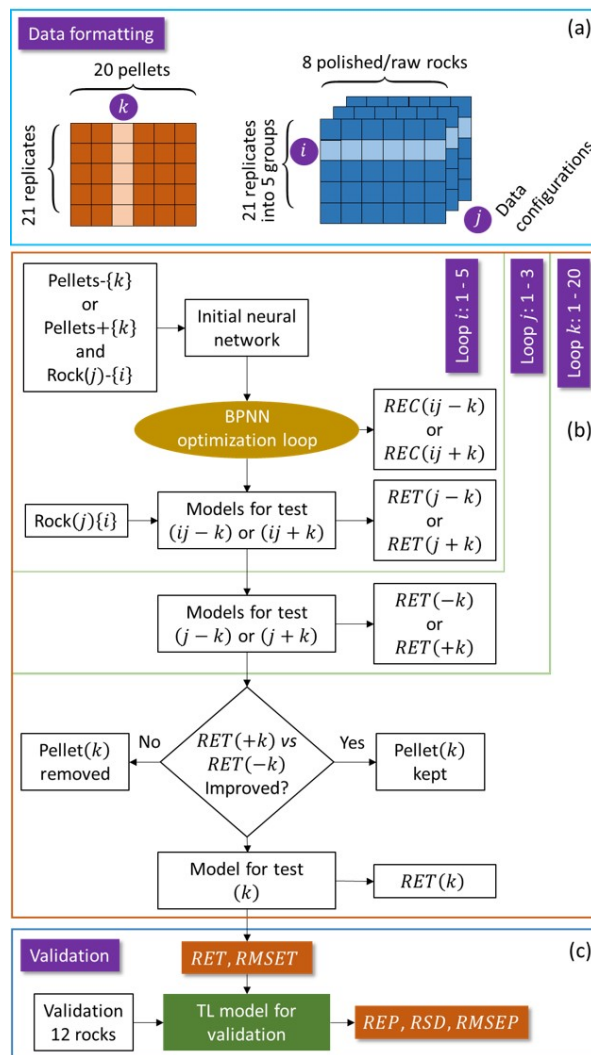 Data formatting
(a)
20 pellets
k
21 replicates
8 polished/raw rocks
21 replicates
into 5 groups
i
j
Data
configurations
Pellets-{k}
or
Pellets+{k}
and
Rock(j)-{i}
Initial neural
network
Loop i: 1 - 5
Loop j: 1 - 3
Loop k: 1 - 20
(b)
BPNN
optimization loop
REC(ij − k)
or
REC(ij + k)
Rock(j){i}
Models for test
(ij − k) or (ij + k)
RET(j − k)
or
RET(j + k)
Models for test
(j − k) or (j + k)
RET(−k)
or
RET(+k)
RET(+k) vs
RET(−k)
Improved?
No
Pellet(k)
removed
Yes
Pellet(k)
kept
Model for test
(k)
RET(k)
Validation
(c)
RET, RMSET
Validation
12 rocks
TL model for
validation
REP, RSD, RMSEP